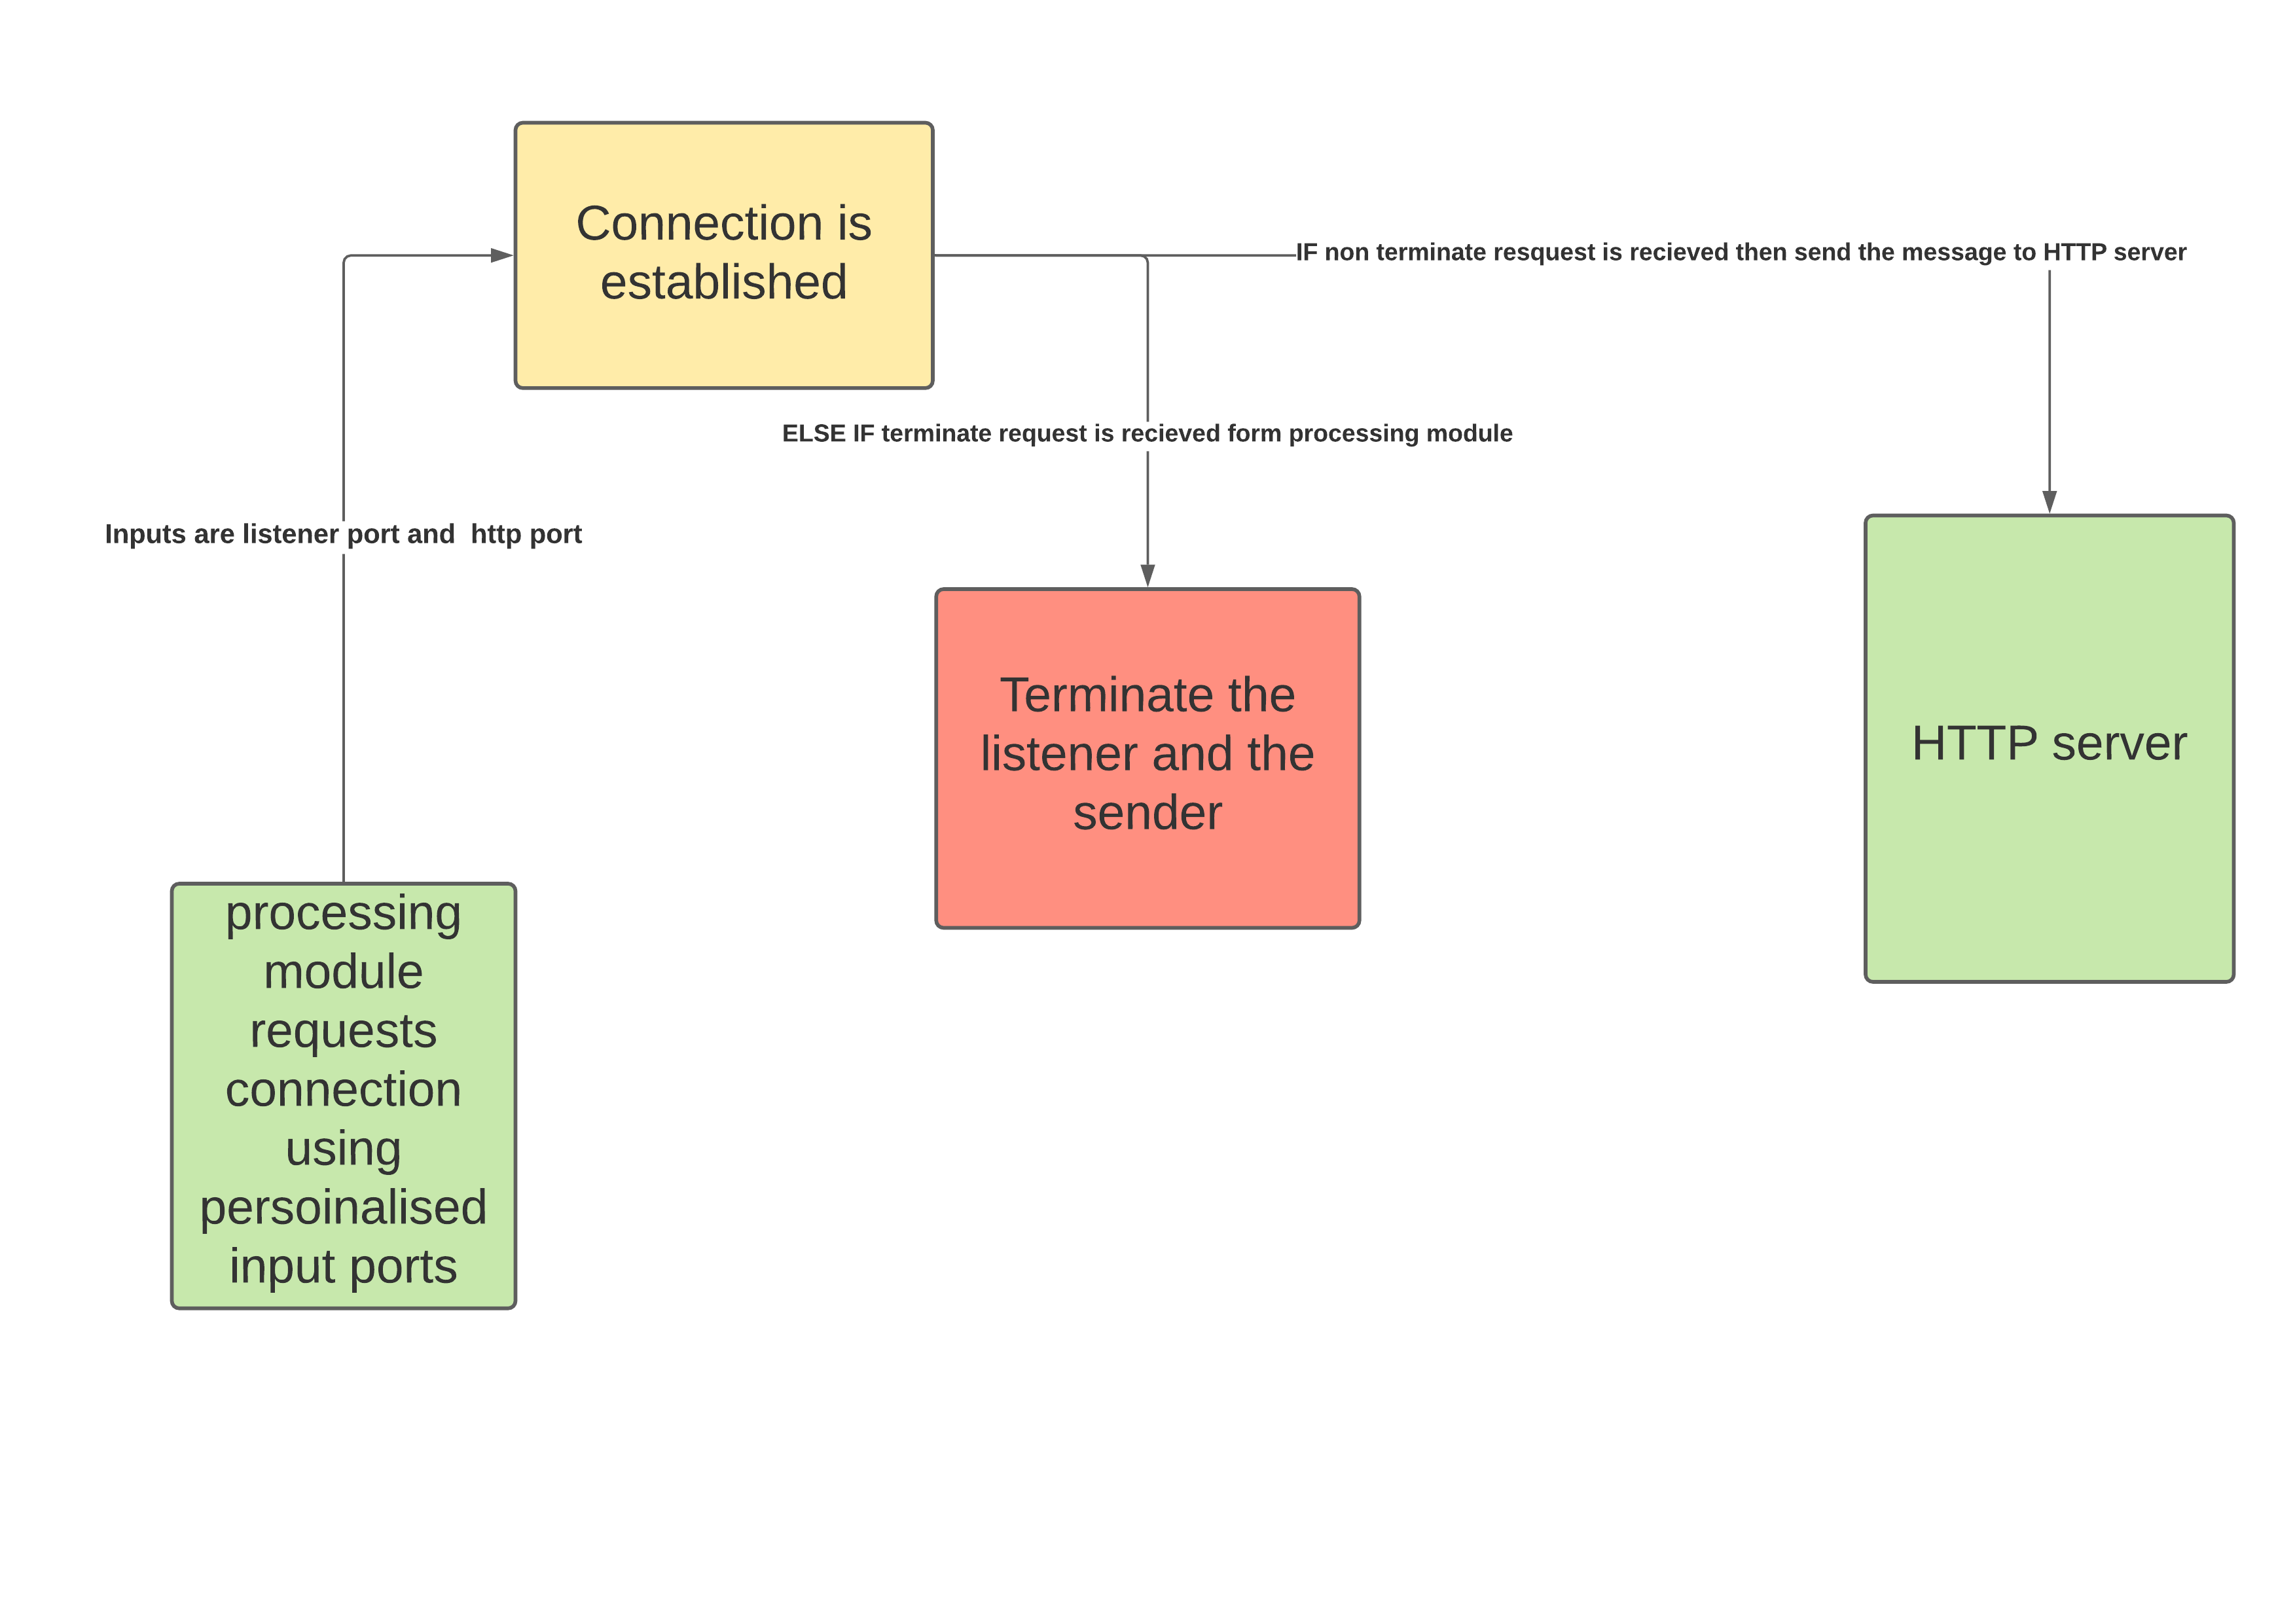 Connection is
established
IF non terminate resquest is recieved then send the message to HTTP server
ELSE IF terminate request is recieved form processing module
Inputs are listener port and  http port
Terminate the
listener and the
sender
HTTP server
processing
module
requests
connection
using
persoinalised
input ports